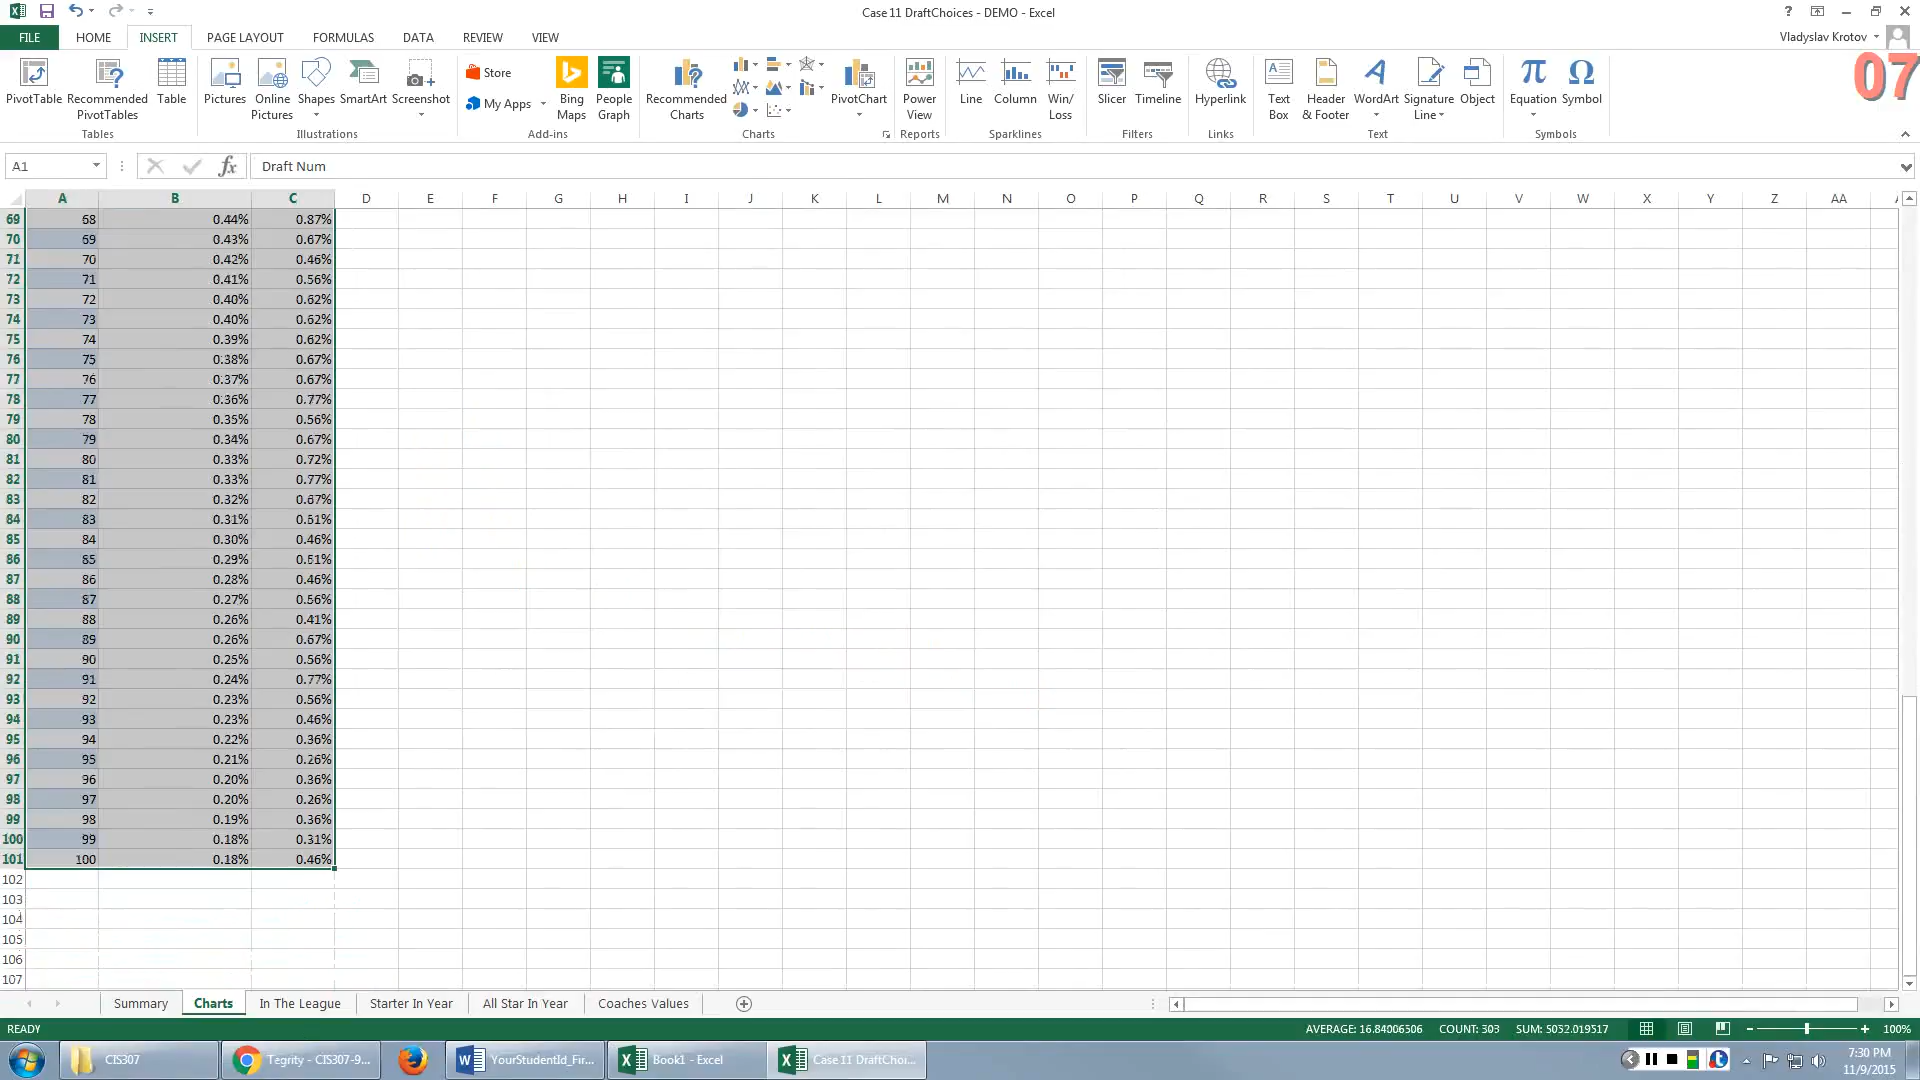 Case 11 DraftChoices - DEMO - Excel
FILE HOME INSERT PAGE LAYOUT FORMULAS DATA REVIEW VIEW Vladyslav Krotov
07
PivotTable Recommended PivotTables Table
Tables
Pictures Online Pictures Shapes SmartArt Screenshot
Illustrations
Store
My Apps
Bing Maps People Graph
Add-ins
Recommended Charts PivotChart
Charts
Power View
Reports
Line Column Win/Loss
Sparklines
Slicer Timeline
Filters
Hyperlink
Links
Text Box Header & Footer WordArt Signature Line Object
Text
Equation Symbol
Symbols
A1 fx Draft Num
A B C D E F G H I J K L M N O P Q R S T U V W X Y Z AA
69 68 0.44% 0.87%
70 69 0.43% 0.67%
71 70 0.42% 0.46%
72 71 0.41% 0.56%
73 72 0.40% 0.62%
74 73 0.40% 0.62%
75 74 0.39% 0.62%
76 75 0.38% 0.67%
77 76 0.37% 0.67%
78 77 0.36% 0.77%
79 78 0.35% 0.56%
80 79 0.34% 0.67%
81 80 0.33% 0.72%
82 81 0.33% 0.77%
83 82 0.32% 0.67%
84 83 0.31% 0.51%
85 84 0.30% 0.46%
86 85 0.29% 0.51%
87 86 0.28% 0.46%
88 87 0.27% 0.56%
89 88 0.26% 0.41%
90 89 0.26% 0.67%
91 90 0.25% 0.56%
92 91 0.24% 0.77%
93 92 0.23% 0.56%
94 93 0.23% 0.46%
95 94 0.22% 0.36%
96 95 0.21% 0.26%
97 96 0.20% 0.36%
98 97 0.20% 0.26%
99 98 0.19% 0.36%
100 99 0.18% 0.31%
101 100 0.18% 0.46%
102
103
104
105
106
107
Summary Charts In The League Starter In Year All Star In Year Coaches Values
READY AVERAGE: 16.84006306 COUNT: 303 SUM: 5052.019517 100%
CIS307 Tegrity - CIS307-9... YourStudentId_Fir... Book1 - Excel Case 11 DraftChoi... 7:30 PM
11/9/2015